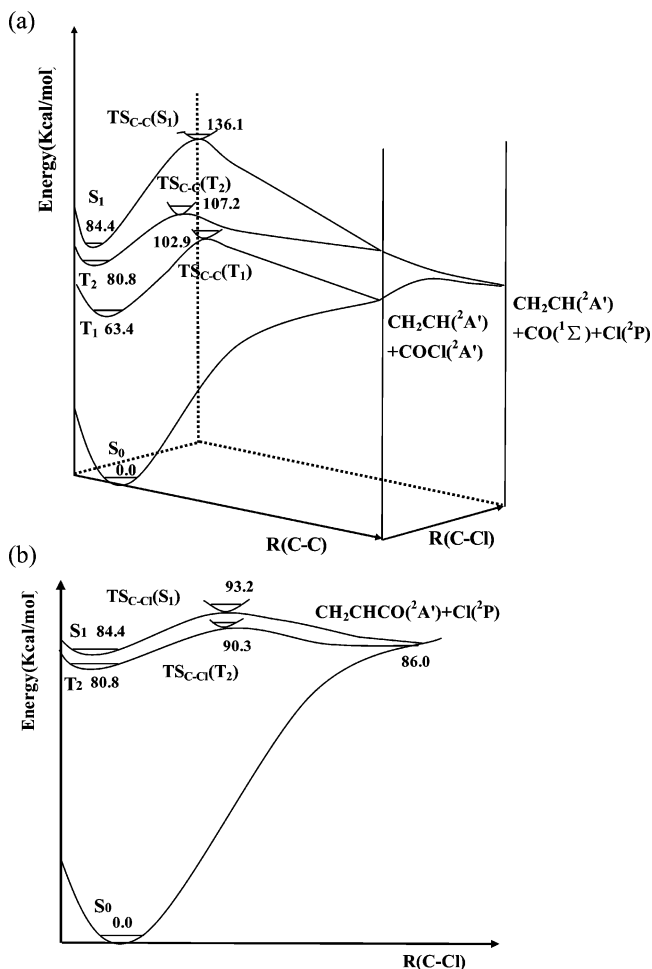 (a)
Energy(Kcal/mol)
TSC-C(S1) 136.1
S1
84.4
TSC-C(T2)
107.2
T2 80.8
102.9
TSC-C(T1)
T1 63.4
CH2CH(²A')
+COCl(²A')
CH2CH(²A')
+CO(¹Σ)+Cl(²P)
S0
0.0
R(C-C)
R(C-Cl)
(b)
Energy(Kcal/mol)
TSC-Cl(S1)
93.2
CH2CHCO(²A')+Cl(²P)
S1 84.4
90.3
86.0
T2 80.8
TSC-Cl(T2)
S0
0.0
R(C-Cl)